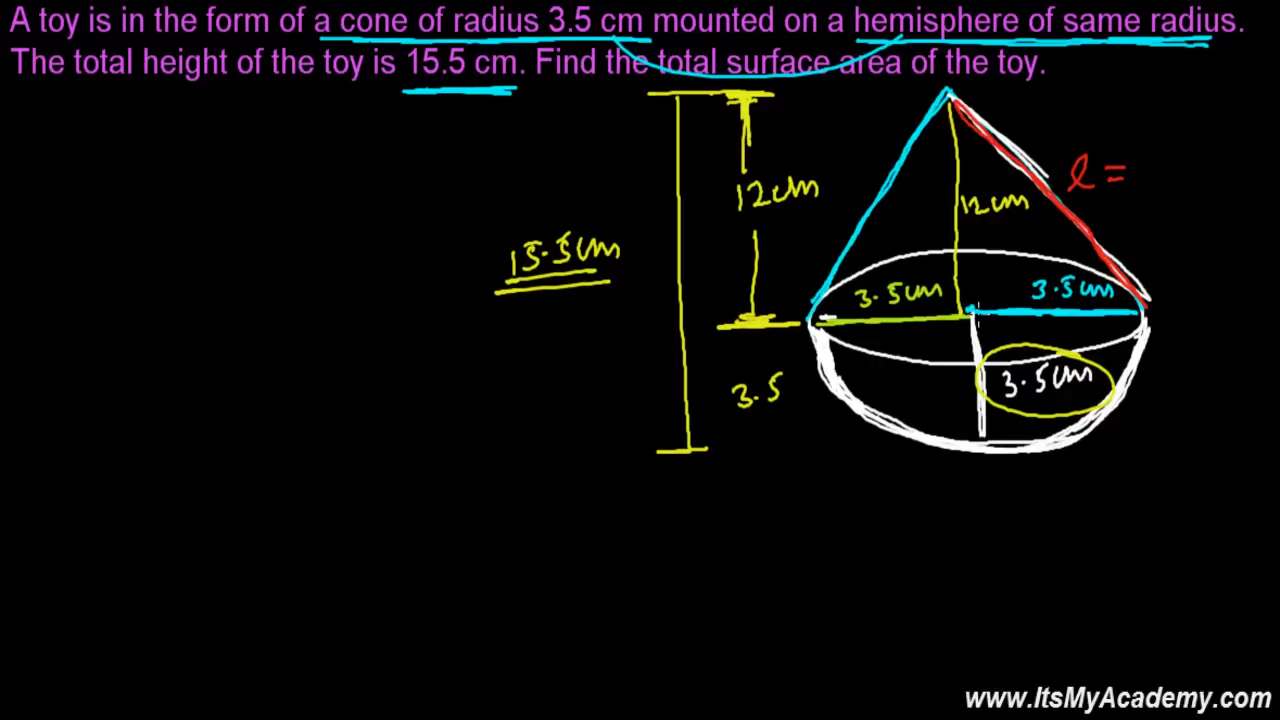 A toy is in the form of a cone of radius 3.5 cm mounted on a hemisphere of same radius.
The total height of the toy is 15.5 cm. Find the total surface area of the toy.
12cm
l =
12cm
15.5cm
3.5cm
3.5cm
3.5
3.5cm
www.ItsMyAcademy.com